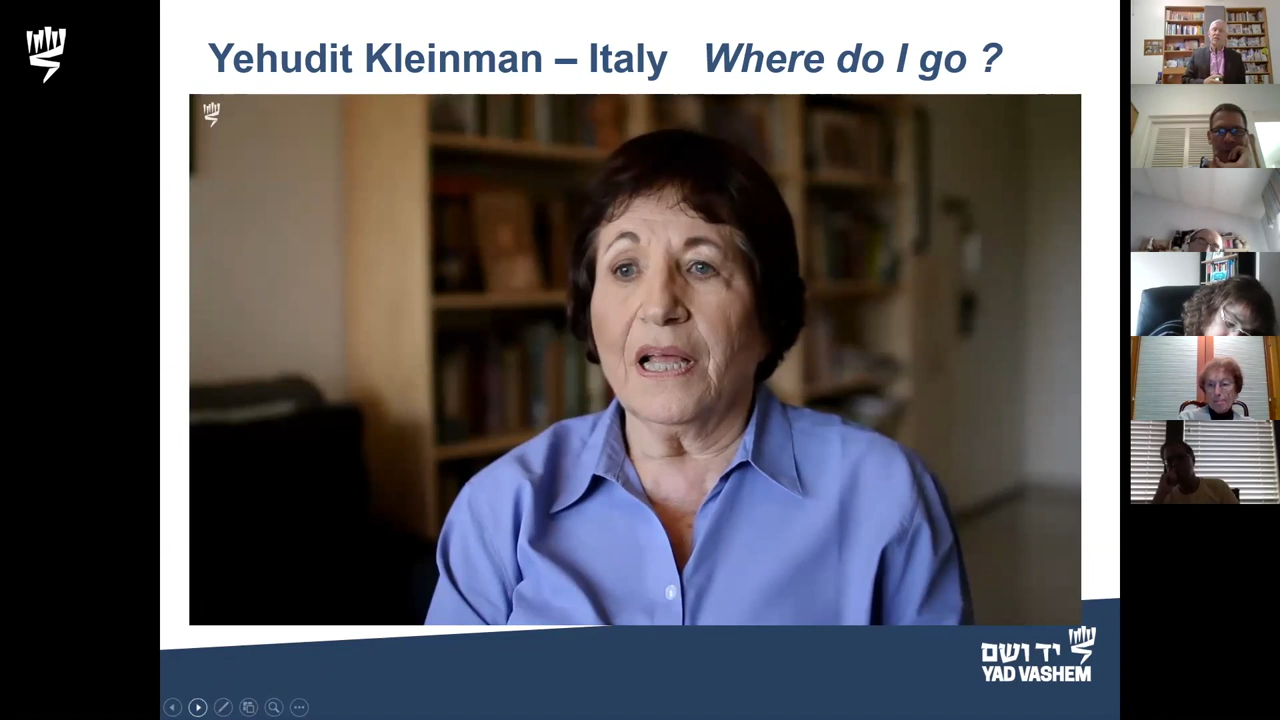 Yehudit Kleinman – Italy Where do I go ?
יד ושם
YAD VASHEM